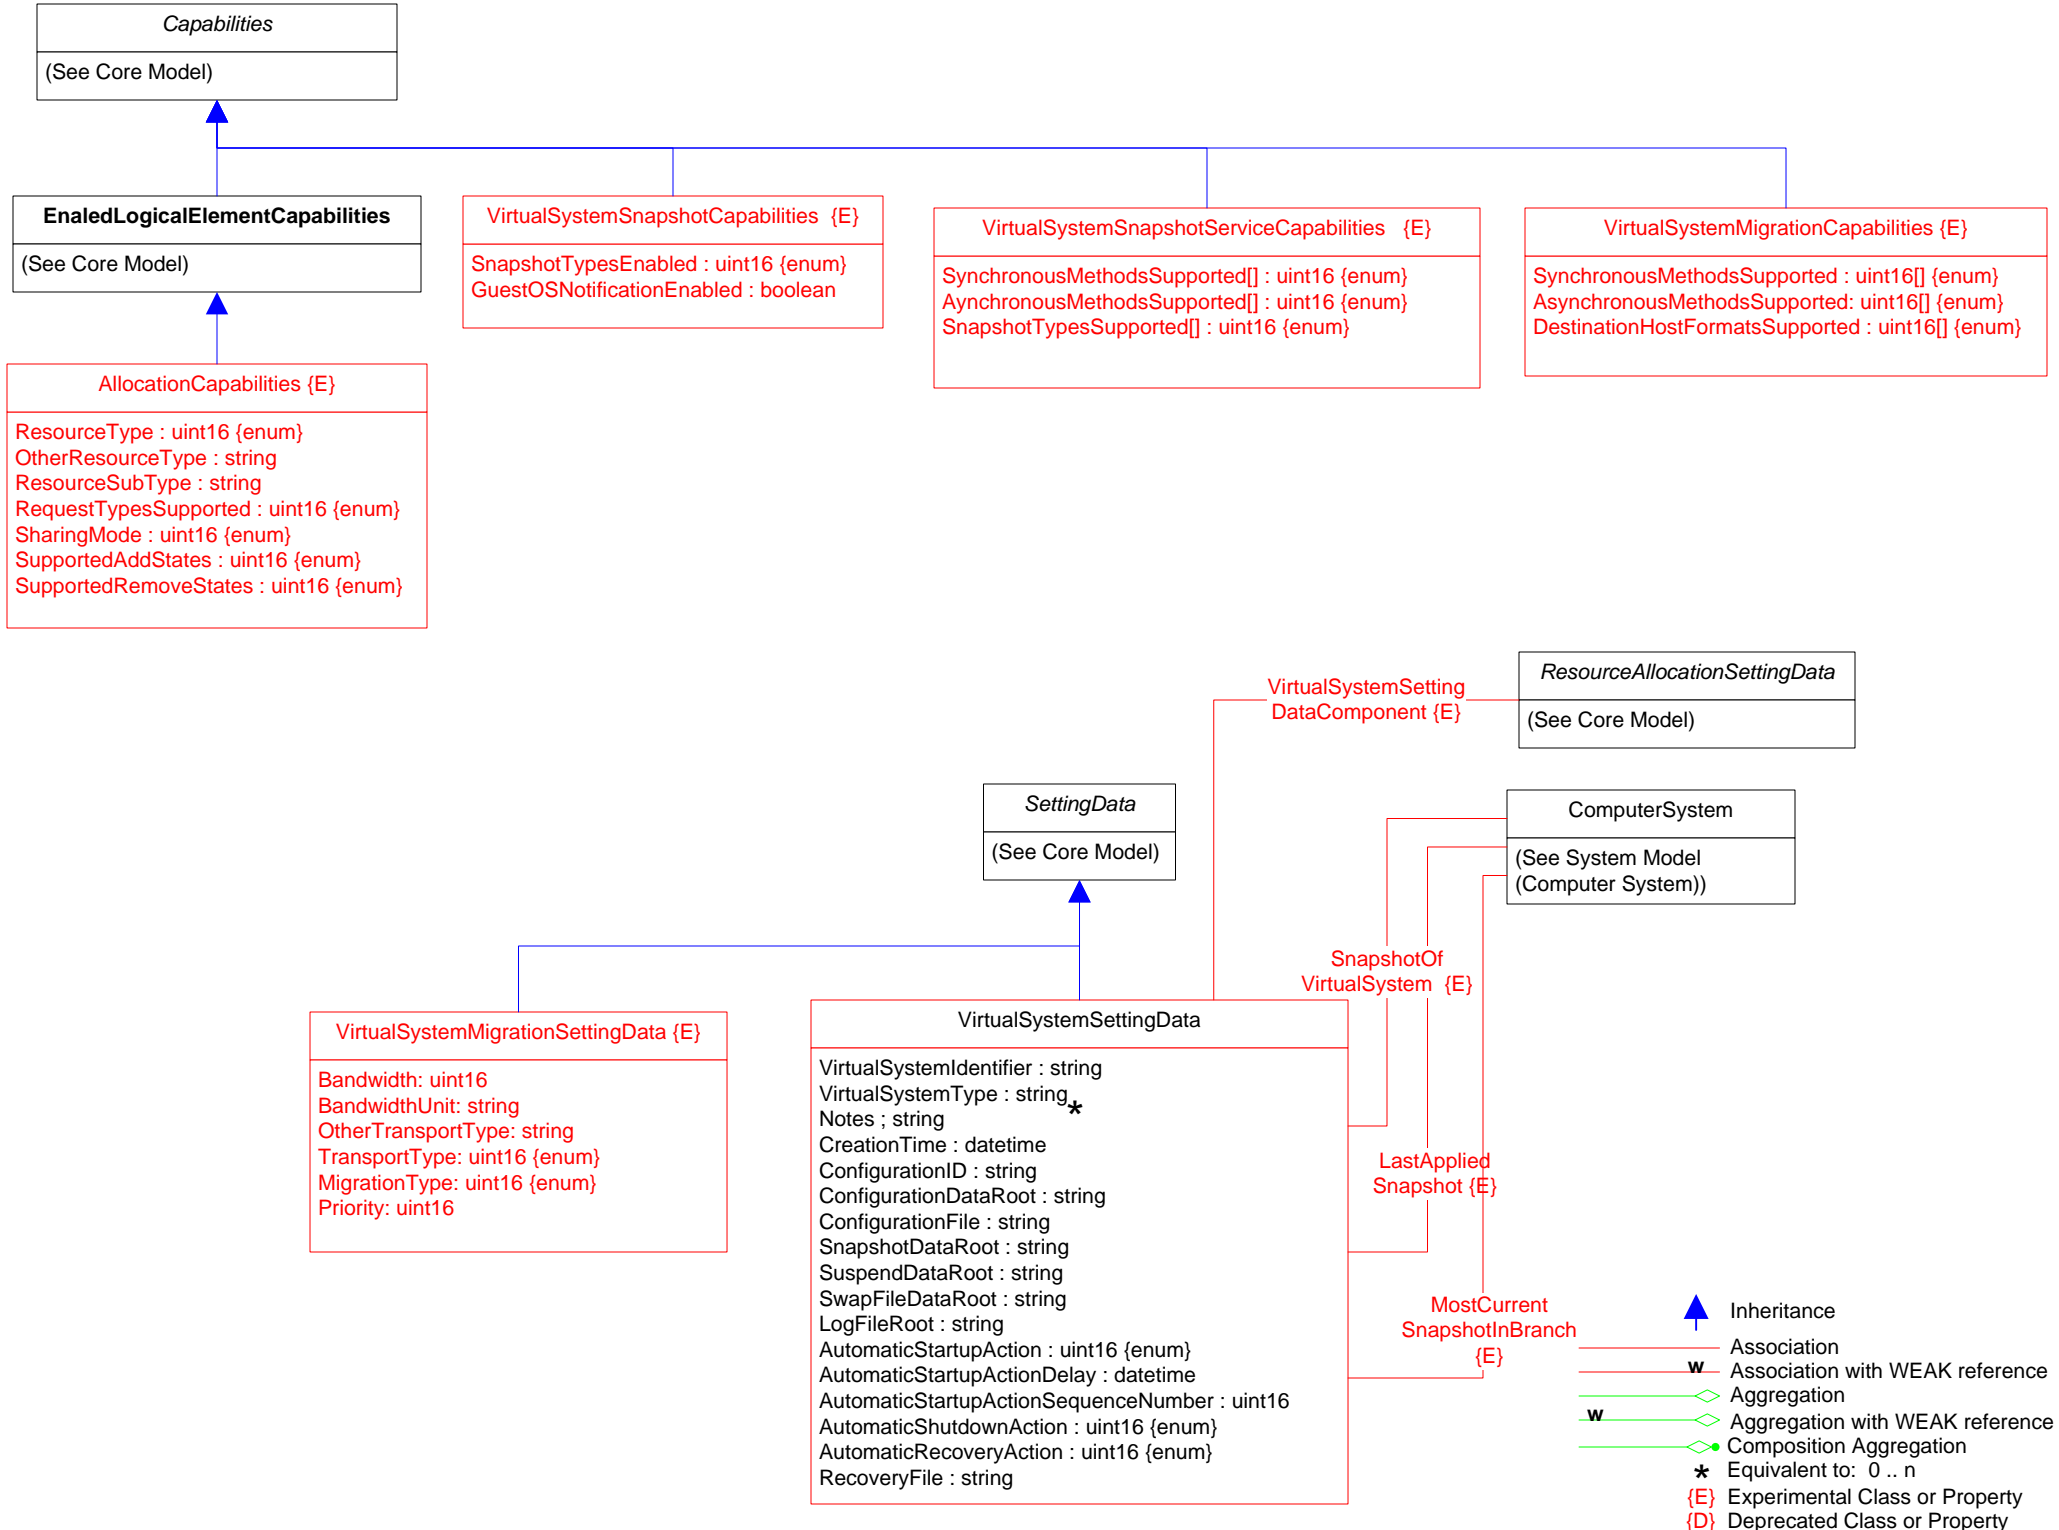 Capabilities
(See Core Model)
EnaledLogicalElementCapabilities
(See Core Model)
VirtualSystemSnapshotCapabilities {E}
SnapshotTypesEnabled : uint16 {enum}
GuestOSNotificationEnabled : boolean
VirtualSystemSnapshotServiceCapabilities {E}
SynchronousMethodsSupported[] : uint16 {enum}
AynchronousMethodsSupported[] : uint16 {enum}
SnapshotTypesSupported[] : uint16 {enum}
VirtualSystemMigrationCapabilities {E}
SynchronousMethodsSupported : uint16[] {enum}
AsynchronousMethodsSupported: uint16[] {enum}
DestinationHostFormatsSupported : uint16[] {enum}
AllocationCapabilities {E}
ResourceType : uint16 {enum}
OtherResourceType : string
ResourceSubType : string
RequestTypesSupported : uint16 {enum}
SharingMode : uint16 {enum}
SupportedAddStates : uint16 {enum}
SupportedRemoveStates : uint16 {enum}
VirtualSystemSetting
DataComponent {E}
ResourceAllocationSettingData
(See Core Model)
SettingData
(See Core Model)
ComputerSystem
(See System Model
(Computer System))
SnapshotOf
VirtualSystem {E}
VirtualSystemMigrationSettingData {E}
Bandwidth: uint16
BandwidthUnit: string
OtherTransportType: string
TransportType: uint16 {enum}
MigrationType: uint16 {enum}
Priority: uint16
VirtualSystemSettingData
VirtualSystemIdentifier : string
VirtualSystemType : string
*
Notes ; string
CreationTime : datetime
ConfigurationID : string
ConfigurationDataRoot : string
ConfigurationFile : string
SnapshotDataRoot : string
SuspendDataRoot : string
SwapFileDataRoot : string
LogFileRoot : string
AutomaticStartupAction : uint16 {enum}
AutomaticStartupActionDelay : datetime
AutomaticStartupActionSequenceNumber : uint16
AutomaticShutdownAction : uint16 {enum}
AutomaticRecoveryAction : uint16 {enum}
RecoveryFile : string
LastApplied
Snapshot {E}
MostCurrent
SnapshotInBranch
{E}
Inheritance
Association
w Association with WEAK reference
Aggregation
w Aggregation with WEAK reference
Composition Aggregation
* Equivalent to: 0 .. n
{E} Experimental Class or Property
{D} Deprecated Class or Property